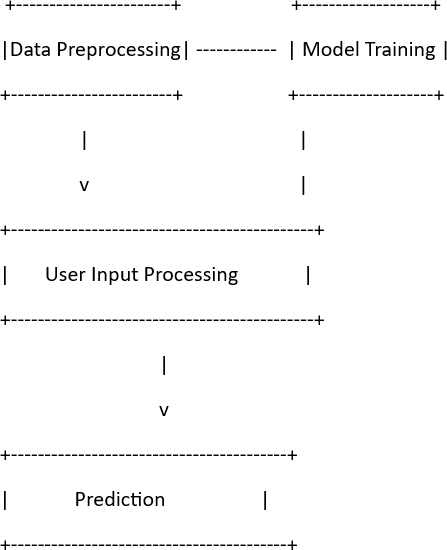 +-----------------------+                 +--------------------+
|Data Preprocessing| ------------ | Model Training |
+-------------------------+                +---------------------+
|                                |
v                                |
+----------------------------------------------+
|       User Input Processing            |
+----------------------------------------------+
|
v
+------------------------------------------+
|            Prediction                  |
+------------------------------------------+